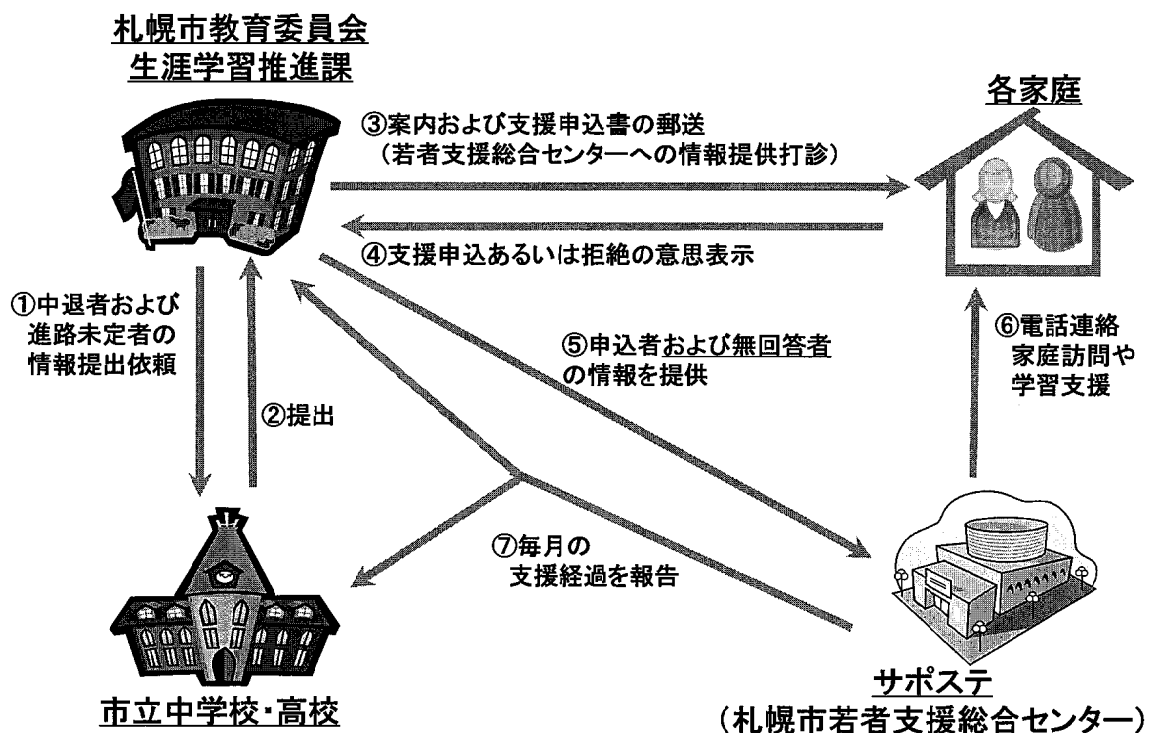 札幌市教育委員会
生涯学習推進課
各家庭
③案内および支援申込書の郵送
(若者支援総合センターへの情報提供打診)
④支援申込あるいは拒絶の意思表示
①中退者および
進路未定者の
情報提出依頼
②提出
⑤申込者および無回答者
の情報を提供
⑥電話連絡
家庭訪問や
学習支援
⑦毎月の
支援経過を報告
市立中学校・高校
サポステ
(札幌市若者支援総合センター)